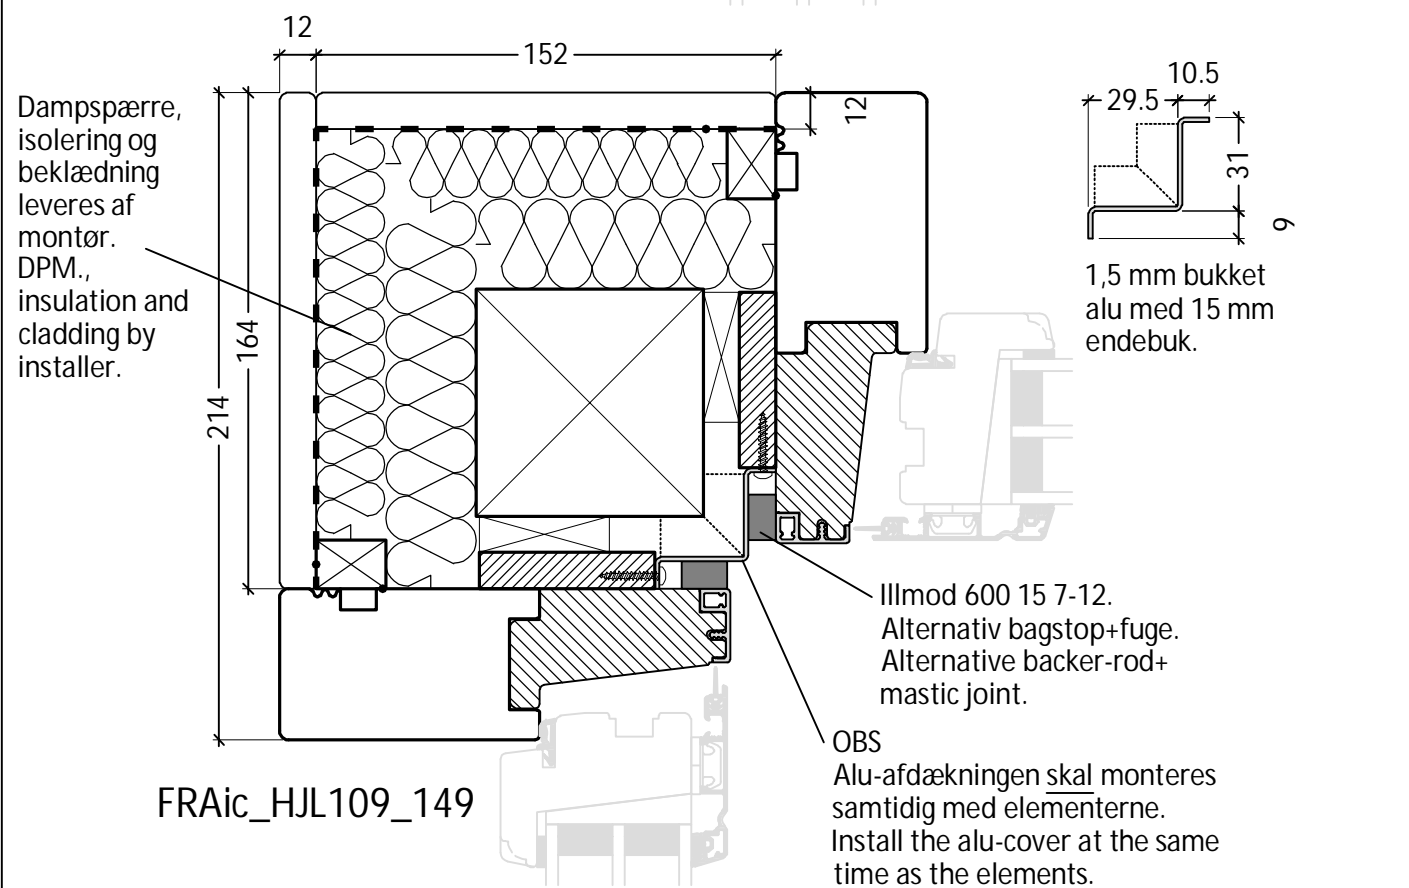 12
152
Dampspærre,
isolering og
beklædning
leveres af
montør.
DPM.,
insulation and
cladding by
installer.
214
164
12
10.5
29.5
31
9
1,5 mm bukket
alu med 15 mm
endebuk.
Illmod 600 15 7-12.
Alternativ bagstop+fuge.
Alternative backer-rod+
mastic joint.
OBS
Alu-afdækningen skal monteres
samtidig med elementerne.
Install the alu-cover at the same
time as the elements.
FRAic_HJL109_149